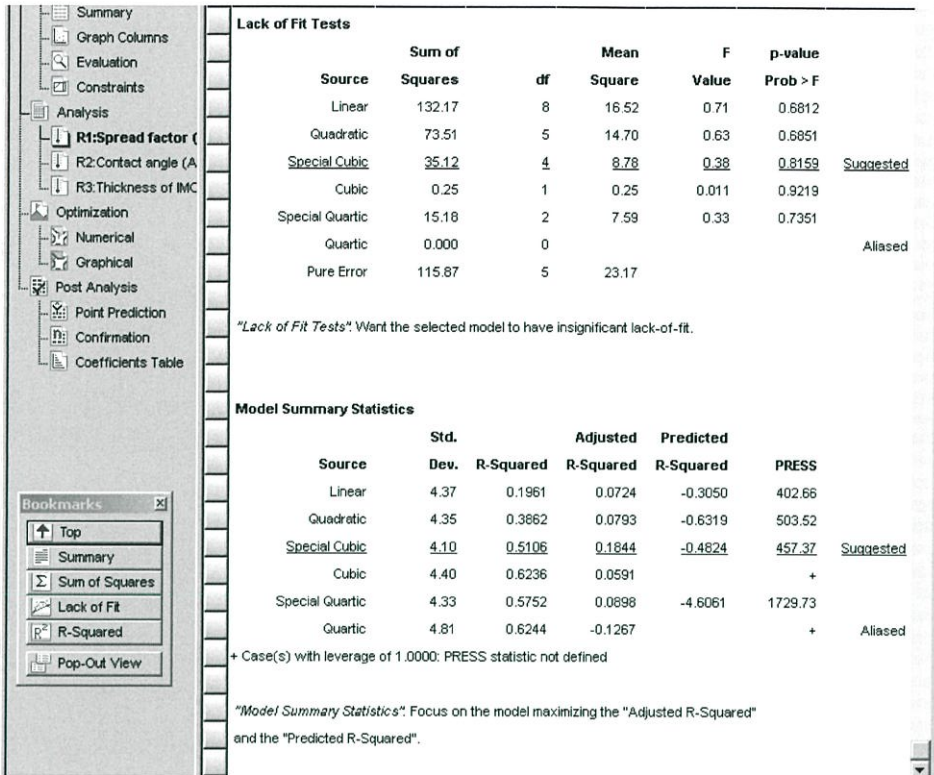 Summary
Graph Columns
Evaluation
Constraints
Analysis
R1:Spread factor (
R2:Contact angle (A
R3:Thickness of IMC
Optimization
Numerical
Graphical
Post Analysis
Point Prediction
Confirmation
Coefficients Table
Bookmarks
Top
Summary
Σ Sum of Squares
Lack of Fit
R² R-Squared
Pop-Out View
Lack of Fit Tests
Sum of Mean F p-value
Source Squares df Square Value Prob > F
Linear 132.17 8 16.52 0.71 0.6812
Quadratic 73.51 5 14.70 0.63 0.6851
Special Cubic 35.12 4 8.78 0.38 0.8159 Suggested
Cubic 0.25 1 0.25 0.011 0.9219
Special Quartic 15.18 2 7.59 0.33 0.7351
Quartic 0.000 0 Aliased
Pure Error 115.87 5 23.17
"Lack of Fit Tests": Want the selected model to have insignificant lack-of-fit.
Model Summary Statistics
Std. Adjusted Predicted
Source Dev. R-Squared R-Squared R-Squared PRESS
Linear 4.37 0.1961 0.0724 -0.3050 402.66
Quadratic 4.35 0.3862 0.0793 -0.6319 503.52
Special Cubic 4.10 0.5106 0.1844 -0.4824 457.37 Suggested
Cubic 4.40 0.6236 0.0591 +
Special Quartic 4.33 0.5752 0.0898 -4.6061 1729.73
Quartic 4.81 0.6244 -0.1267 + Aliased
+ Case(s) with leverage of 1.0000: PRESS statistic not defined
"Model Summary Statistics": Focus on the model maximizing the "Adjusted R-Squared"
and the "Predicted R-Squared".